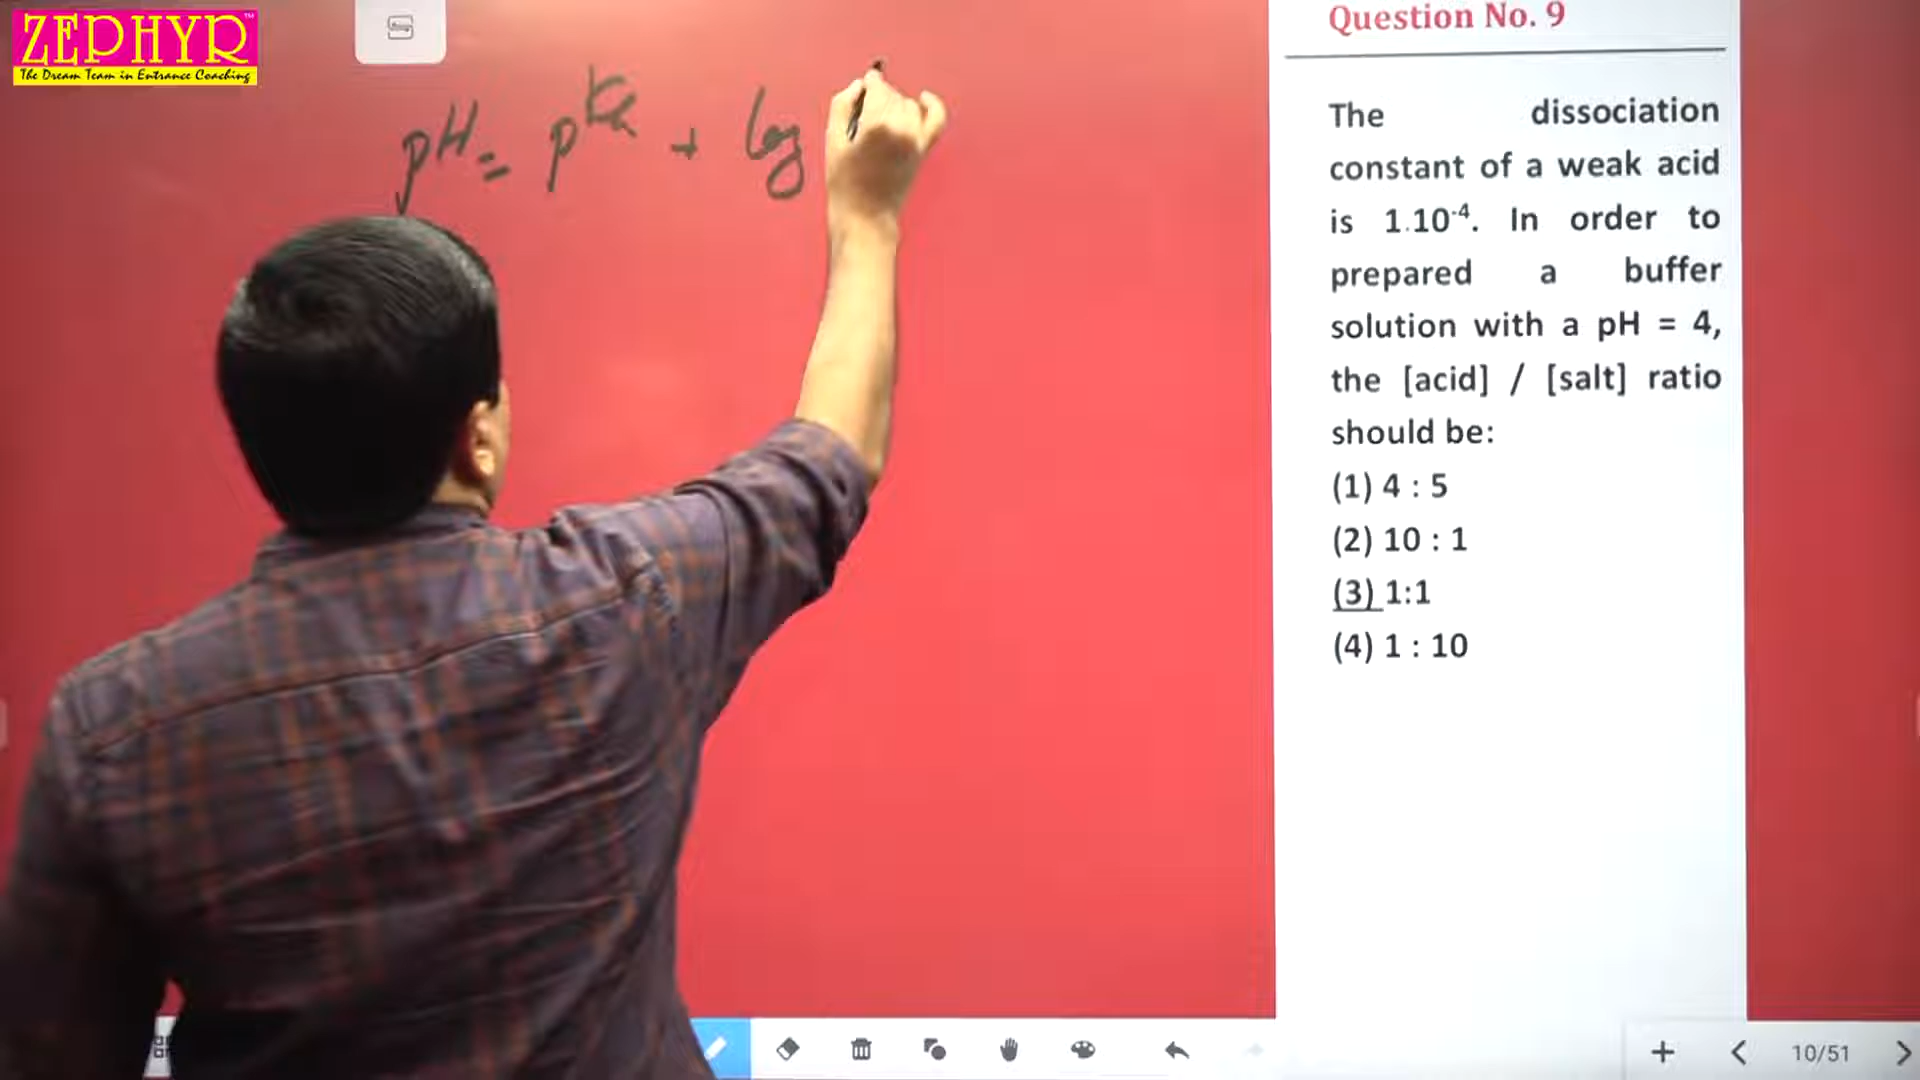 ZEPHYR™
The Dream Team in Entrance Coaching
pH = pKa + log
Question No. 9
The dissociation
constant of a weak acid
is 1.10⁻⁴. In order to
prepared a buffer
solution with a pH = 4,
the [acid] / [salt] ratio
should be:
(1) 4 : 5
(2) 10 : 1
(3) 1:1
(4) 1 : 10
10/51